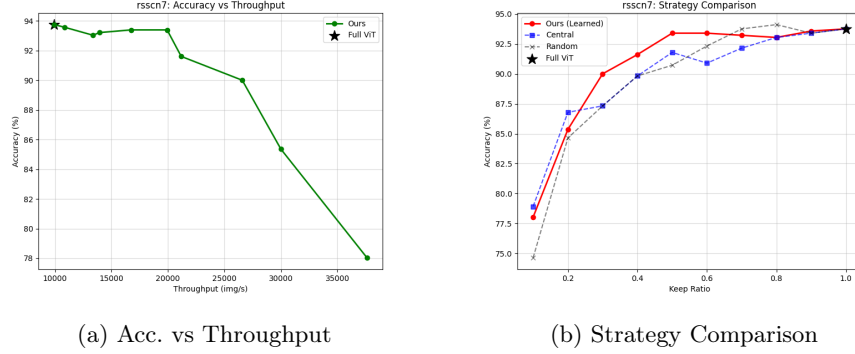 rsscn7: Accuracy vs Throughput
94
92
90
88
86
84
82
80
78
Accuracy (%)
10000 15000 20000 25000 30000 35000
Throughput (img/s)
Ours
Full ViT
(a) Acc. vs Throughput
rsscn7: Strategy Comparison
95.0
92.5
90.0
87.5
85.0
82.5
80.0
77.5
75.0
Accuracy (%)
0.2 0.4 0.6 0.8 1.0
Keep Ratio
Ours (Learned)
Central
Random
Full ViT
(b) Strategy Comparison